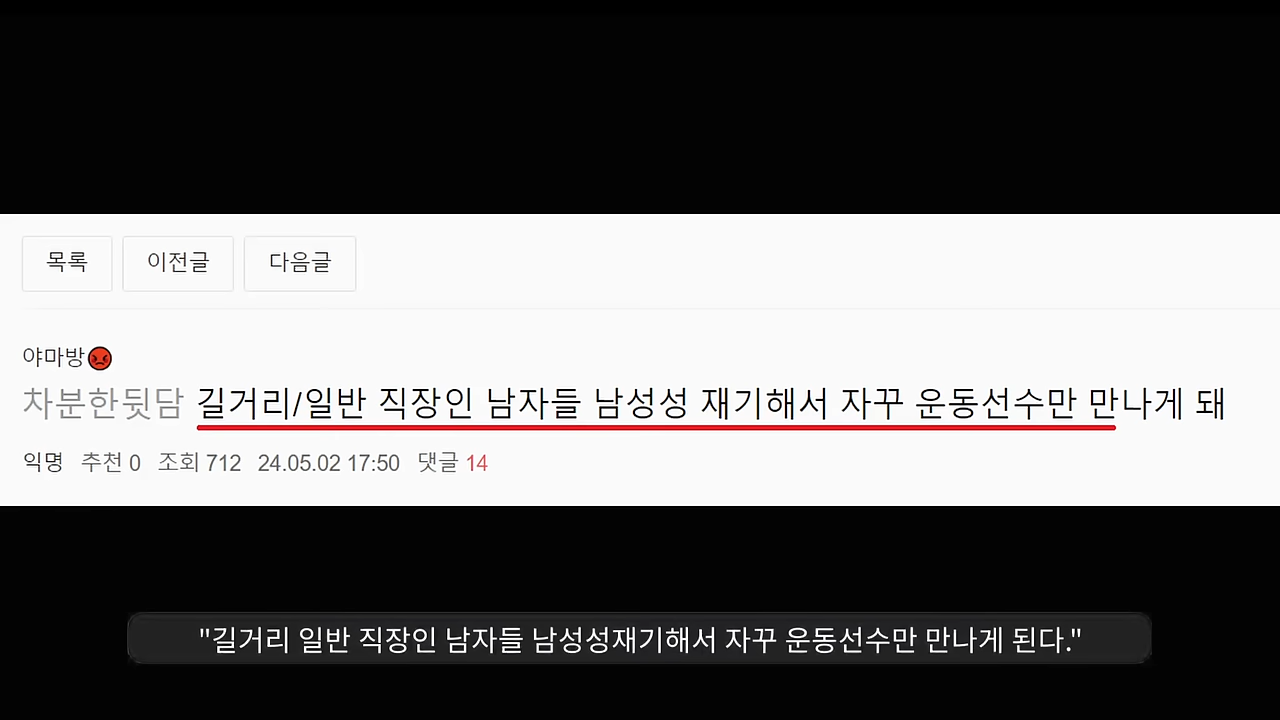 목록 이전글 다음글
야마방😡
차분한뒷담 길거리/일반 직장인 남자들 남성성 재기해서 자꾸 운동선수만 만나게 돼
익명 추천 0 조회 712 24.05.02 17:50 댓글 14
"길거리 일반 직장인 남자들 남성성재기해서 자꾸 운동선수만 만나게 된다."